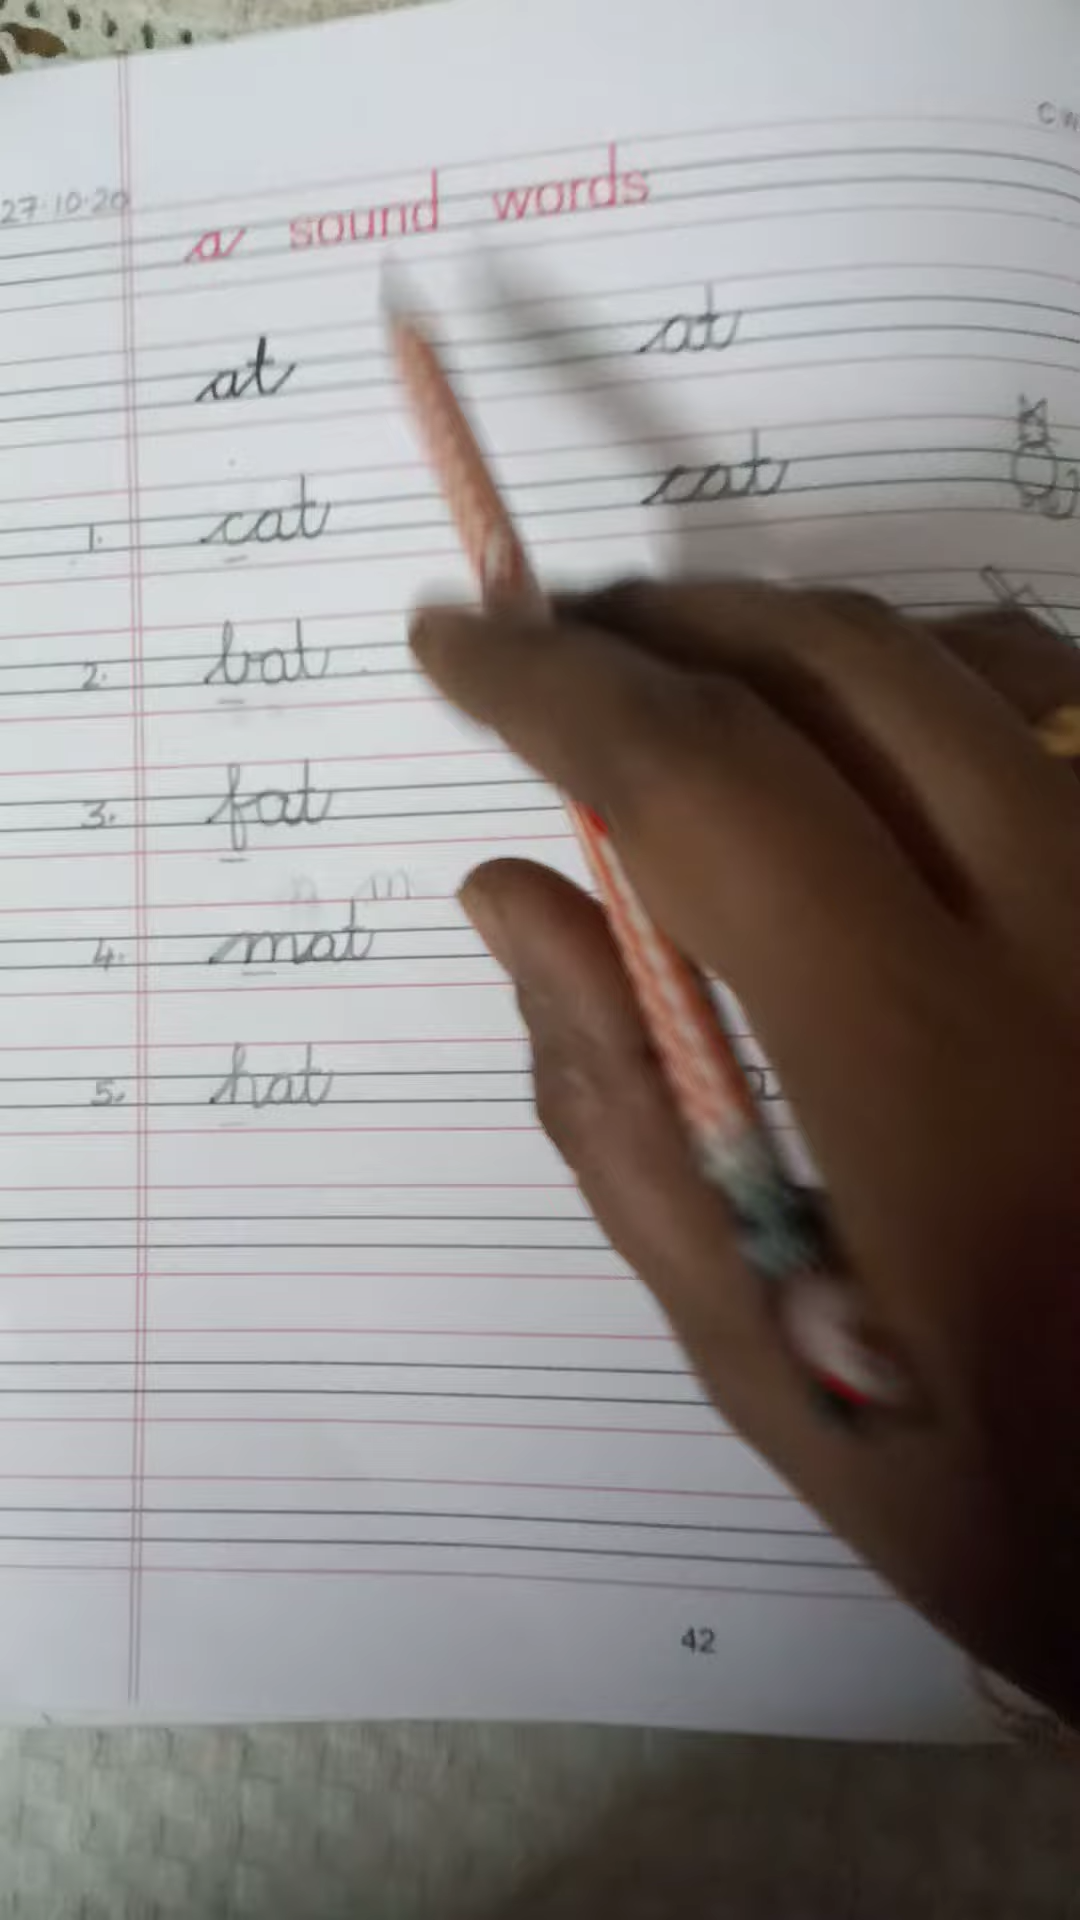 C W
27.10.20
a sound words
at at
1. cat cat
2. bat
3. fat
n m
4. mat
5. hat
42